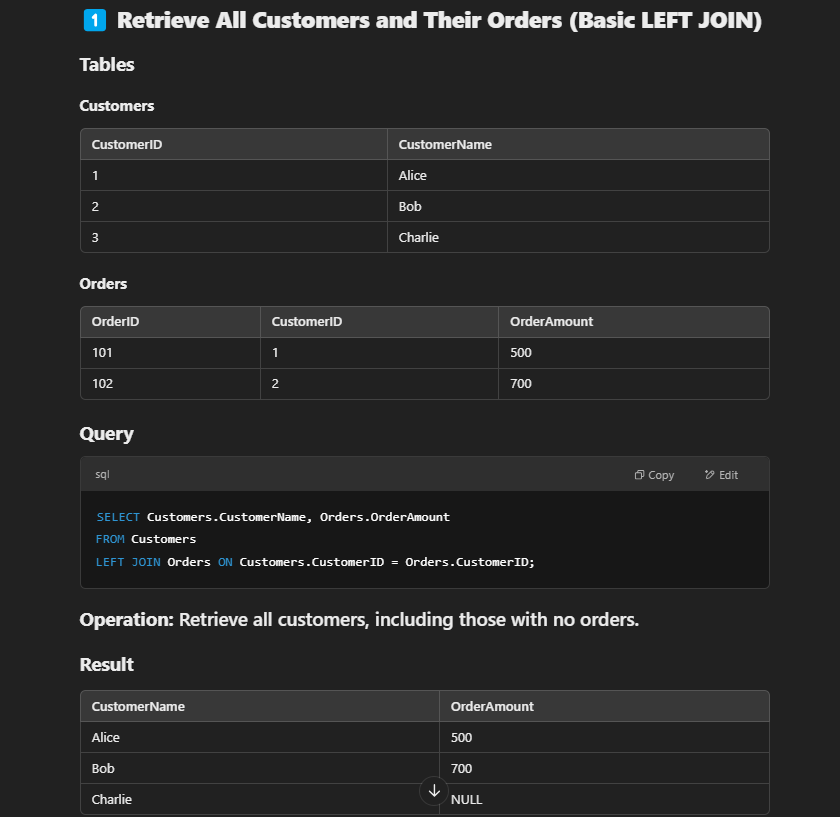 1 Retrieve All Customers and Their Orders (Basic LEFT JOIN)
Tables
Customers
CustomerID CustomerName
1 Alice
2 Bob
3 Charlie
Orders
OrderID CustomerID OrderAmount
101 1 500
102 2 700
Query
sql Copy Edit
SELECT Customers.CustomerName, Orders.OrderAmount
FROM Customers
LEFT JOIN Orders ON Customers.CustomerID = Orders.CustomerID;
Operation: Retrieve all customers, including those with no orders.
Result
CustomerName OrderAmount
Alice 500
Bob 700
Charlie NULL